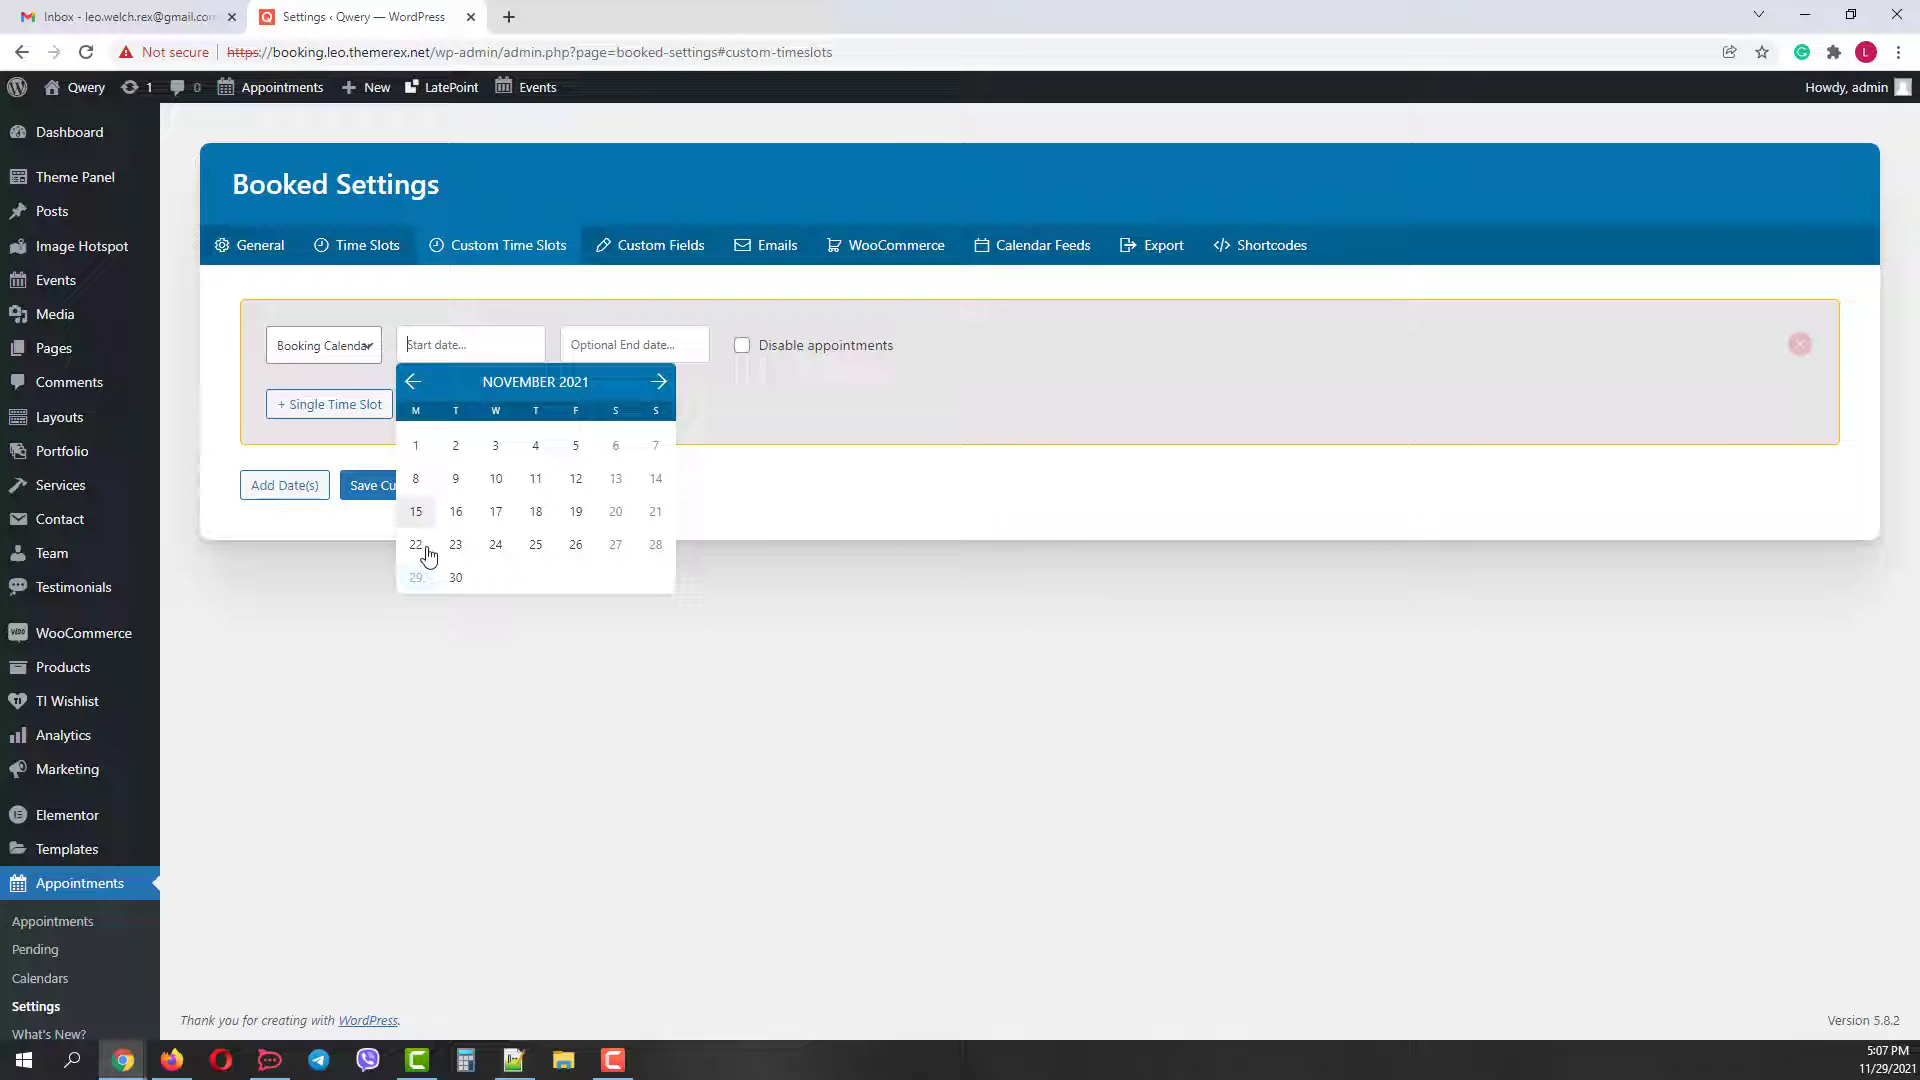 Inbox - leo.welch.rex@gmail.com
Settings ‹ Qwery — WordPress
Not secure
https://booking.leo.themerex.net/wp-admin/admin.php?page=booked-settings#custom-timeslots
L
Qwery
1
0
Appointments
New
LatePoint
Events
Howdy, admin
Dashboard
Theme Panel
Posts
Image Hotspot
Events
Media
Pages
Comments
Layouts
Portfolio
Services
Contact
Team
Testimonials
WooCommerce
Products
TI Wishlist
Analytics
Marketing
Elementor
Templates
Appointments
Appointments
Pending
Calendars
Settings
What's New?
Booked Settings
General
Time Slots
Custom Time Slots
Custom Fields
Emails
WooCommerce
Calendar Feeds
Export
Shortcodes
Booking Calendar
Start date...
Optional End date...
Disable appointments
+ Single Time Slot
NOVEMBER 2021
M T W T F S S
1 2 3 4 5 6 7
8 9 10 11 12 13 14
15 16 17 18 19 20 21
22 23 24 25 26 27 28
29 30
Add Date(s)
Save Cu
Thank you for creating with WordPress.
Version 5.8.2
5:07 PM
11/29/2021